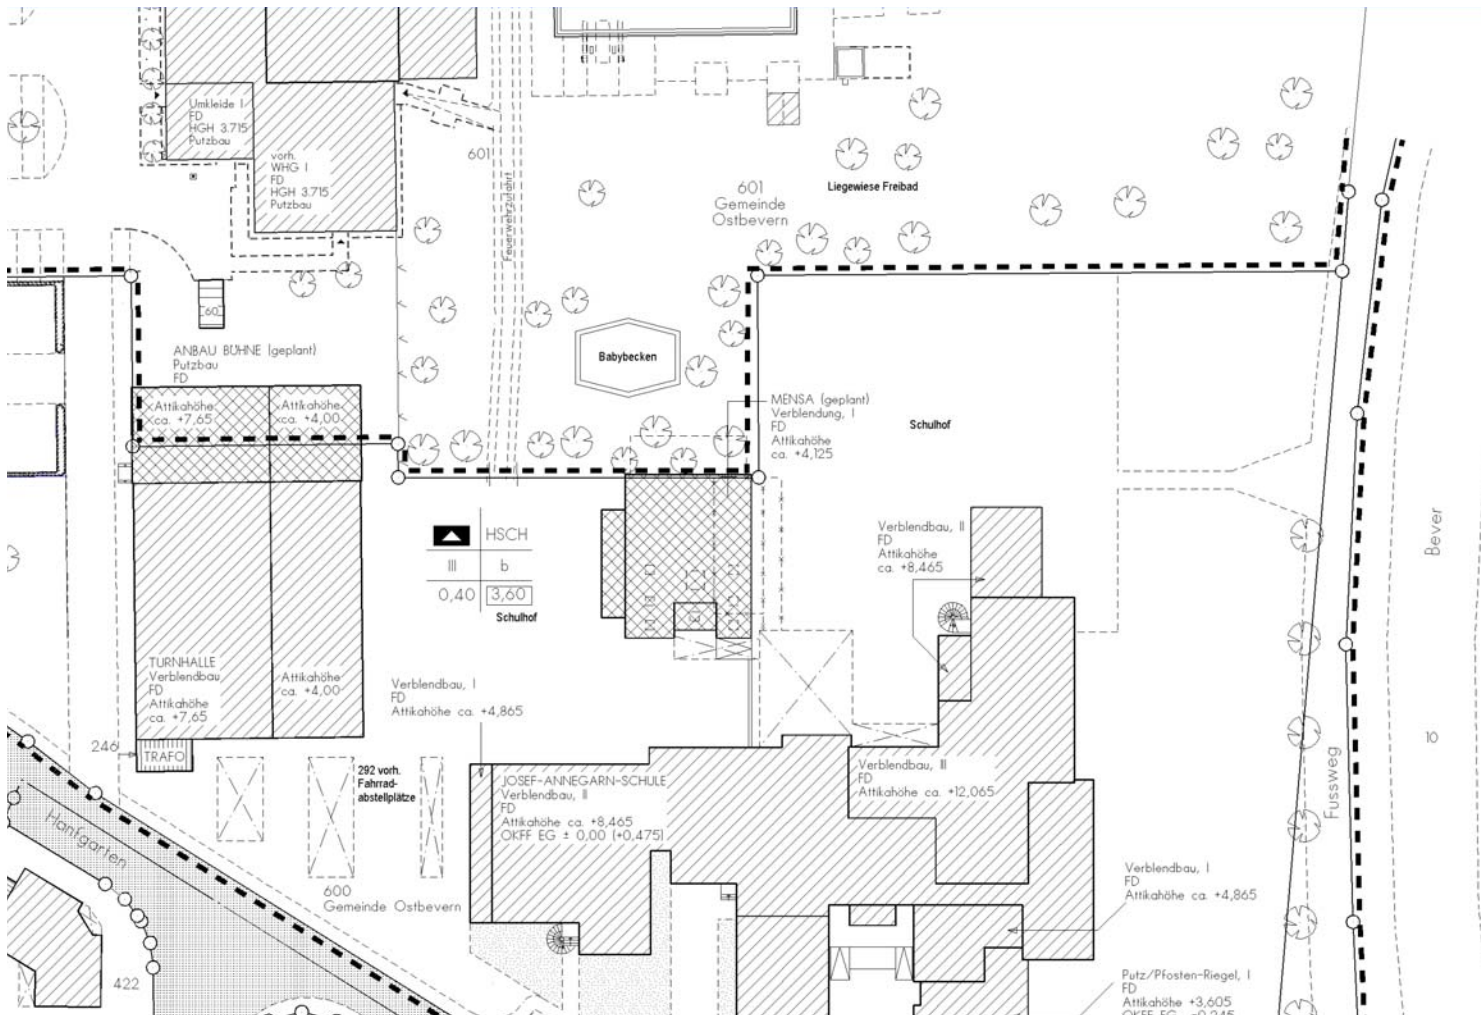 Umkleide I
FD
HGH 3.715
Putzbau
vorh.
WHG I
FD
HGH 3.715
Putzbau
601
Feuerwehrzufahrt
601
Gemeinde
Ostbevern
Liegewiese Freibad
60
ANBAU BÜHNE (geplant)
Putzbau
FD
Attikahöhe
ca. +7,65
Attikahöhe
ca. +4,00
Babybecken
MENSA (geplant)
Verblendung, I
FD
Attikahöhe
ca. +4,125
Schulhof
HSCH
III
b
0,40
3,60
Schulhof
Verblendbau, II
FD
Attikahöhe
ca. +8,465
Bever
10
Fussweg
TURNHALLE
Verblendbau
FD
Attikahöhe
ca. +7,65
Attikahöhe
ca. +4,00
Verblendbau, I
FD
Attikahöhe ca. +4,865
246
TRAFO
292 vorh.
Fahrrad-
abstellplätze
JOSEF-ANNEGARN-SCHULE
Verblendbau, II
FD
Attikahöhe ca. +8,465
OKFF EG ± 0,00 (+0,475)
Verblendbau, III
FD
Attikahöhe ca. +12,065
Hanfgarten
600
Gemeinde Ostbevern
Verblendbau, I
FD
Attikahöhe ca. +4,865
422
Putz/Pfosten-Riegel, I
FD
Attikahöhe +3,605
OKFF EG -0,245